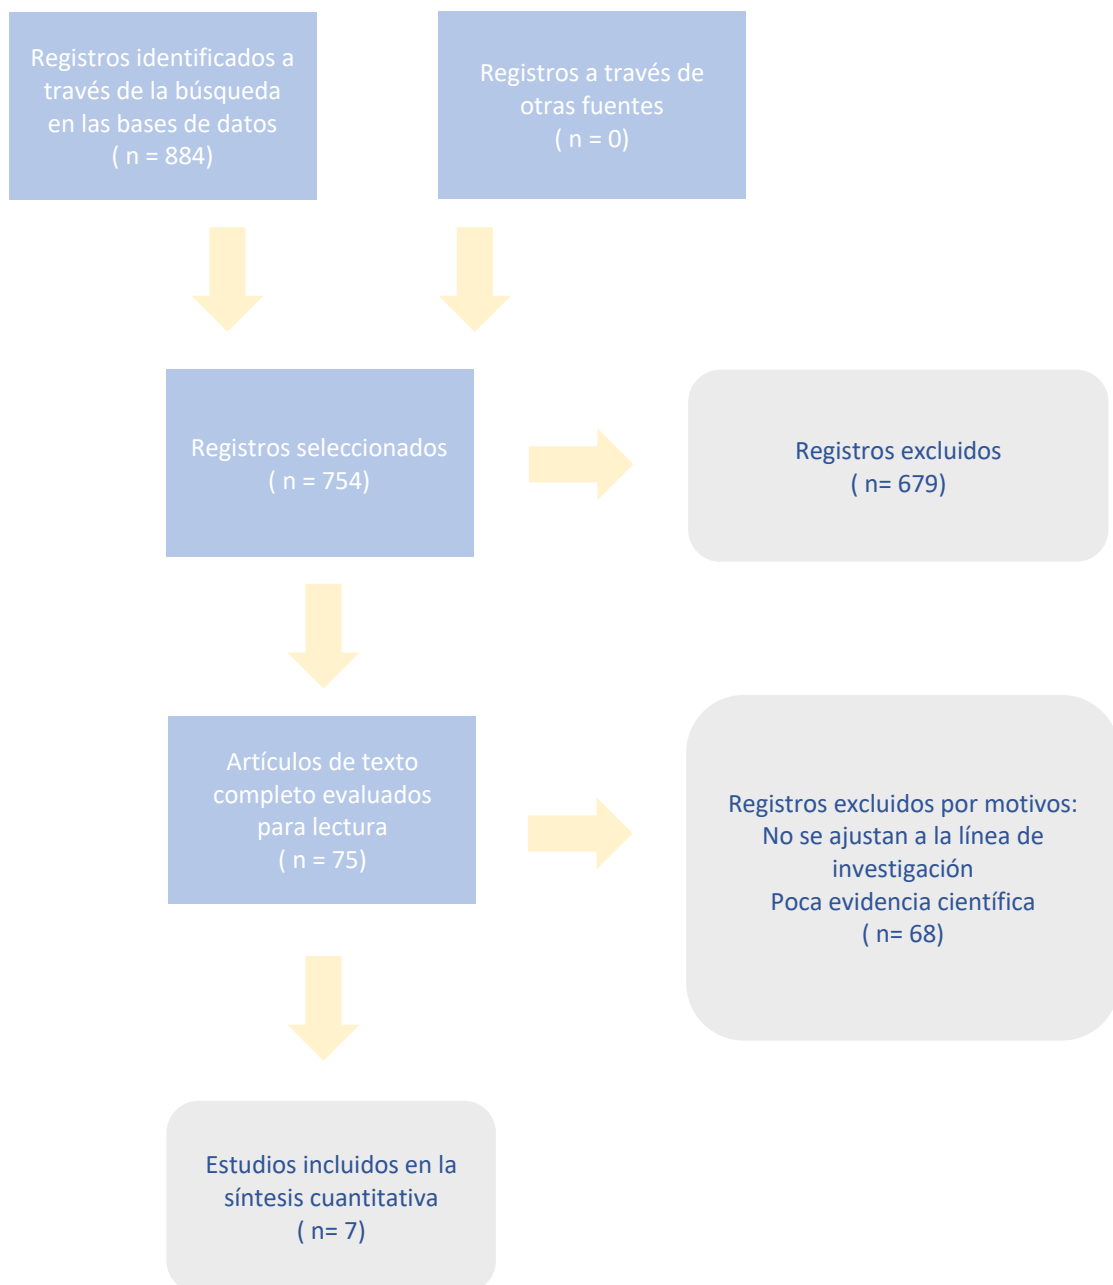 Registros identificados a
través de la búsqueda
en las bases de datos
( n = 884)
Registros a través de
otras fuentes
( n = 0)
Registros seleccionados
( n = 754)
Registros excluidos
( n= 679)
Artículos de texto
completo evaluados
para lectura
( n = 75)
Registros excluidos por motivos:
No se ajustan a la línea de
investigación
Poca evidencia científica
( n= 68)
Estudios incluidos en la
síntesis cuantitativa
( n= 7)